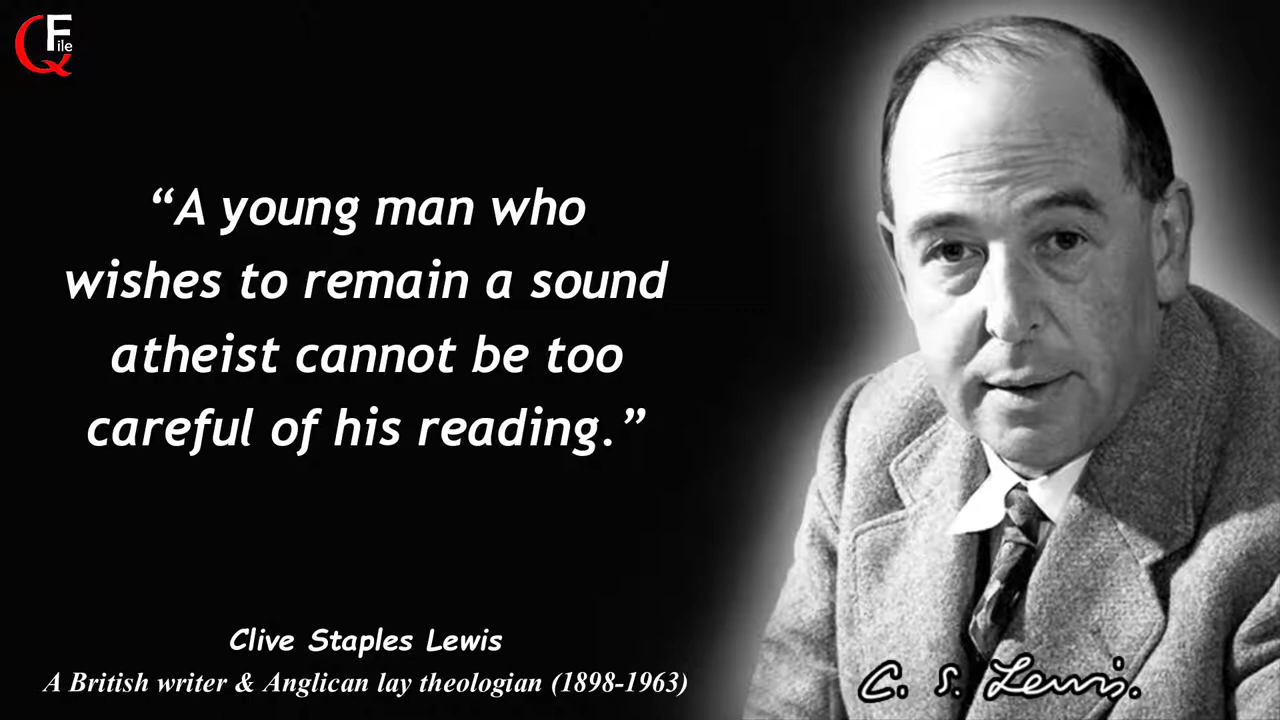 QFile
“A young man who
wishes to remain a sound
atheist cannot be too
careful of his reading.”
Clive Staples Lewis
A British writer & Anglican lay theologian (1898-1963)
C. S. Lewis.